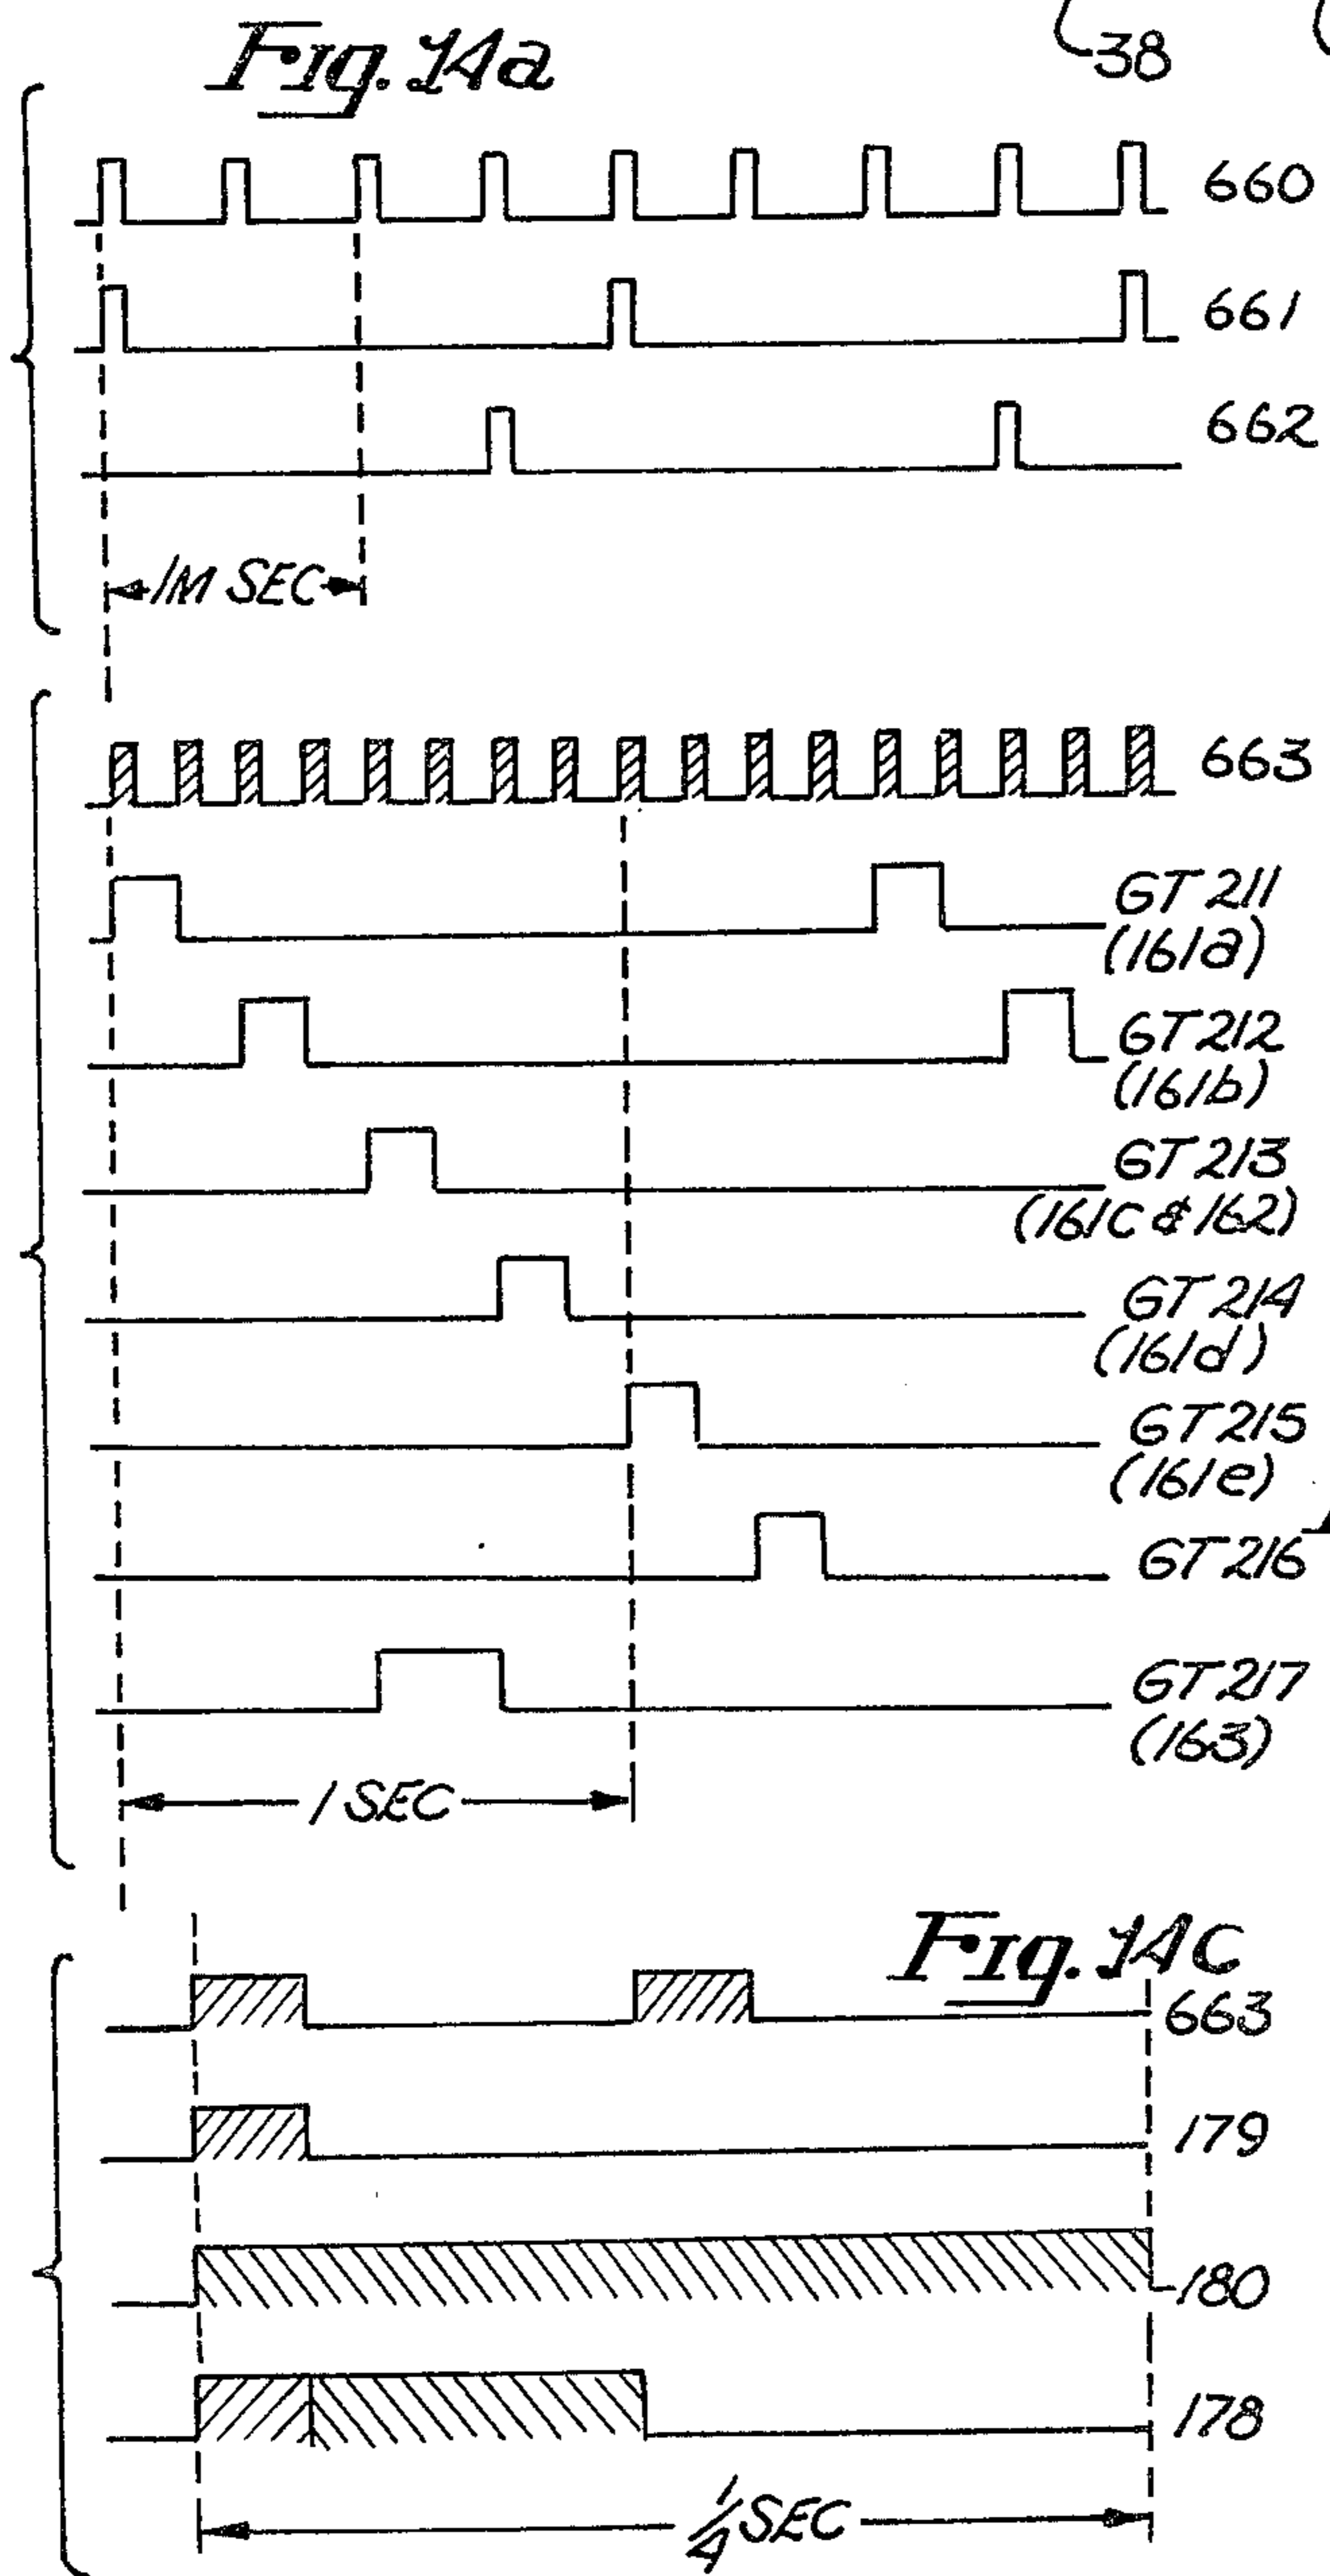 Fig. 14a
38
660
661
662
1M SEC
663
GT 211
(161a)
GT 212
(161b)
GT 213
(161c & 162)
GT 214
(161d)
GT 215
(161e)
GT 216
GT 217
(163)
1 SEC
Fig. 14C
663
179
180
178
1/4 SEC